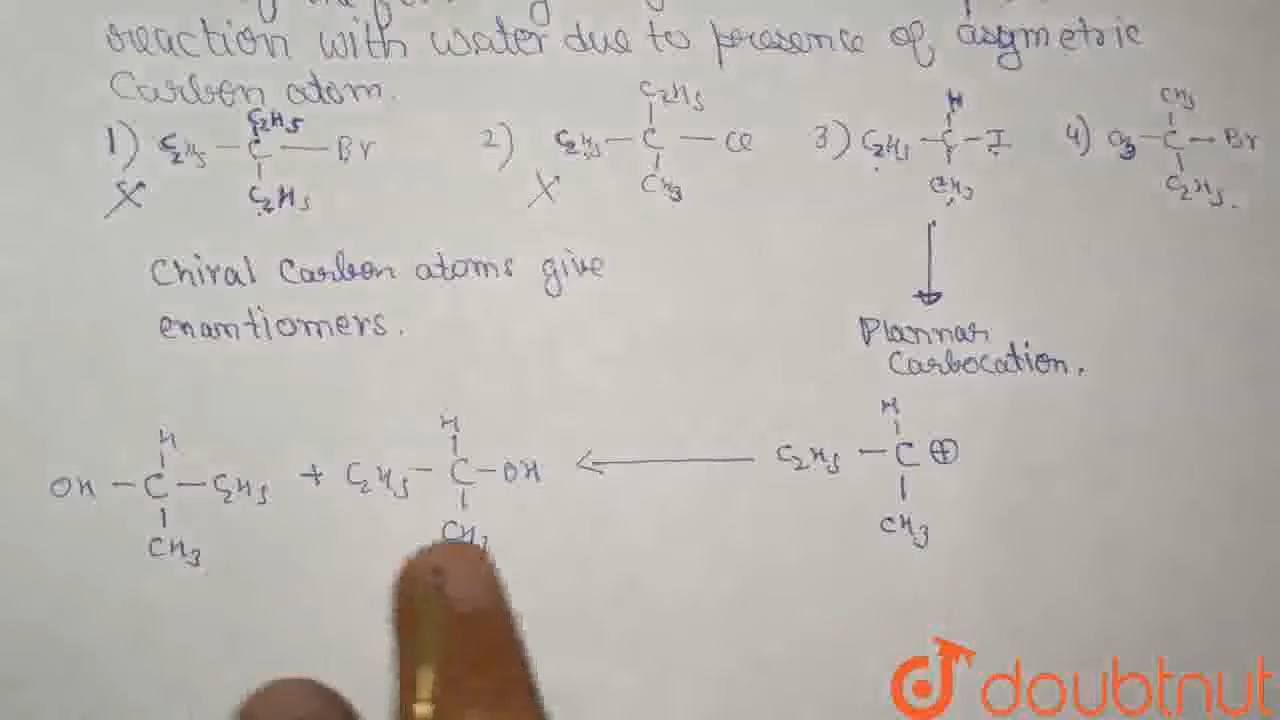 reaction with water due to presence of asymetric
Carbon atom.
1) C2H5 – C – Br
C2H5
C2H5
X
2) C2H5 – C – Cl
C2H5
CH3
X
3) C2H5 – C – I
H
CH3
4) – C – Br
CH3
C2H5.
Chiral Carbon atoms give
enantiomers.
Plannar
Carbocation.
OH – C – C2H5
H
CH3
+
C2H5 – C – OH
H
CH3
C2H5 – C ⊕
H
CH3
doubtnut